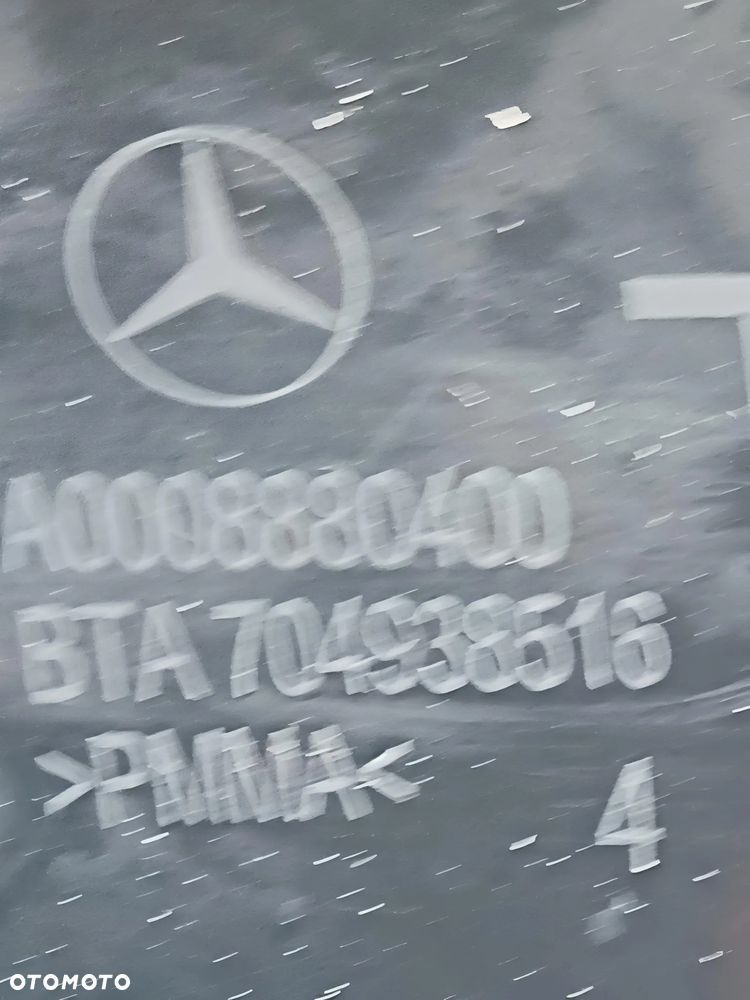 A0008880400
BTA 704938516
>PMMA<
4
OTOMOTO